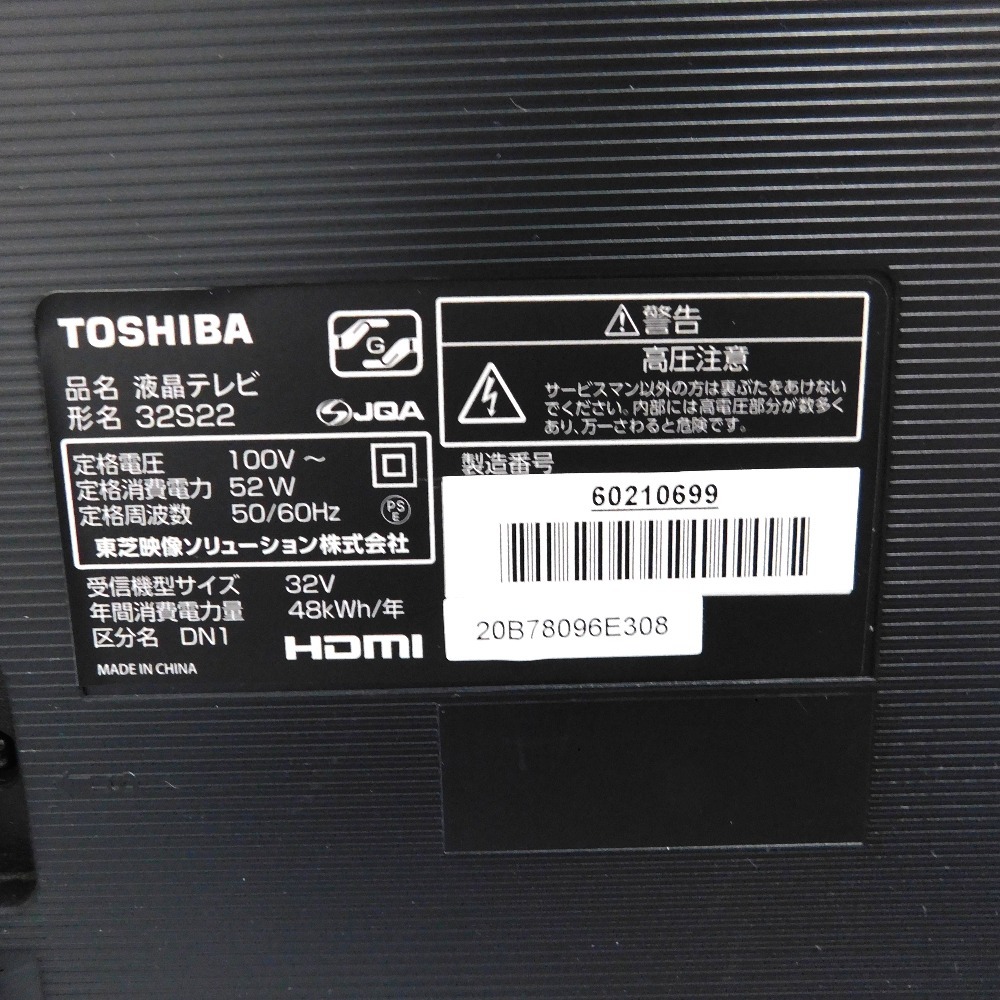 TOSHIBA
G
品名 液晶テレビ
形名 32S22
JQA
定格電圧 100V ～
定格消費電力 52W
定格周波数 50/60Hz
PS
E
東芝映像ソリューション株式会社
受信機型サイズ 32V
年間消費電力量 48kWh/年
区分名 DN1
HDMI
MADE IN CHINA
警告
高圧注意
サービスマン以外の方は裏ぶたをあけない
でください。内部には高電圧部分が数多く
あり、万一さわると危険です。
製造番号
60210699
20B78096E308